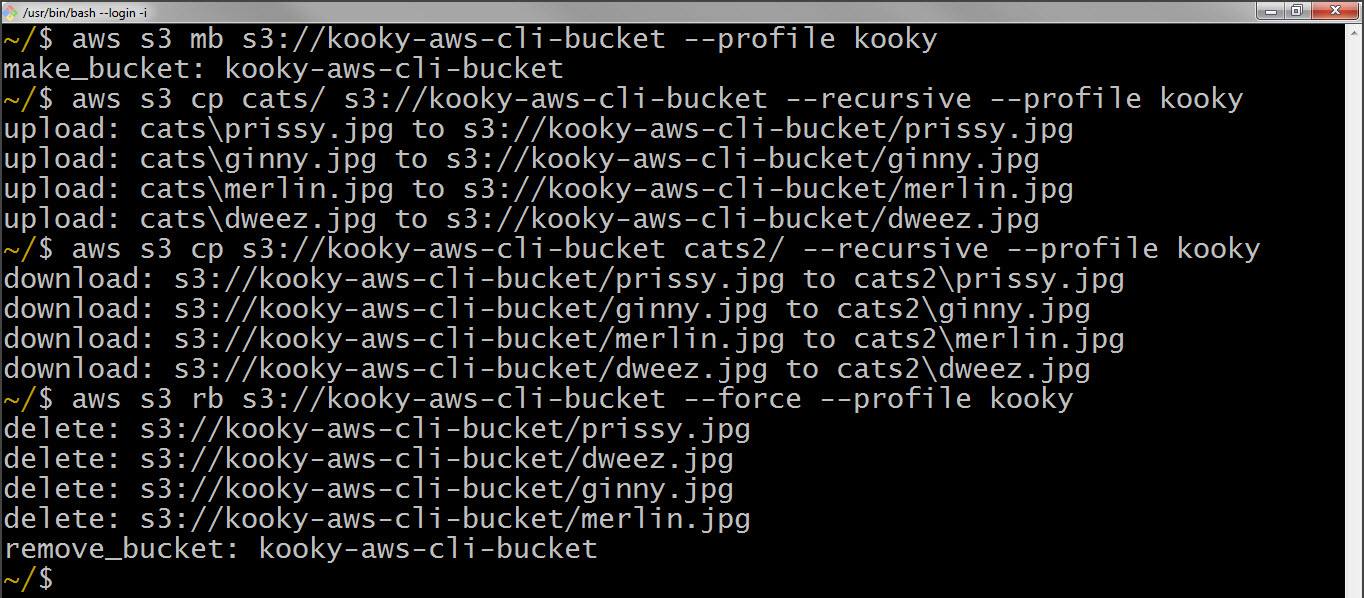 /usr/bin/bash --login -i
~/$ aws s3 mb s3://kooky-aws-cli-bucket --profile kooky
make_bucket: kooky-aws-cli-bucket
~/$ aws s3 cp cats/ s3://kooky-aws-cli-bucket --recursive --profile kooky
upload: cats\prissy.jpg to s3://kooky-aws-cli-bucket/prissy.jpg
upload: cats\ginny.jpg to s3://kooky-aws-cli-bucket/ginny.jpg
upload: cats\merlin.jpg to s3://kooky-aws-cli-bucket/merlin.jpg
upload: cats\dweez.jpg to s3://kooky-aws-cli-bucket/dweez.jpg
~/$ aws s3 cp s3://kooky-aws-cli-bucket cats2/ --recursive --profile kooky
download: s3://kooky-aws-cli-bucket/prissy.jpg to cats2\prissy.jpg
download: s3://kooky-aws-cli-bucket/ginny.jpg to cats2\ginny.jpg
download: s3://kooky-aws-cli-bucket/merlin.jpg to cats2\merlin.jpg
download: s3://kooky-aws-cli-bucket/dweez.jpg to cats2\dweez.jpg
~/$ aws s3 rb s3://kooky-aws-cli-bucket --force --profile kooky
delete: s3://kooky-aws-cli-bucket/prissy.jpg
delete: s3://kooky-aws-cli-bucket/dweez.jpg
delete: s3://kooky-aws-cli-bucket/ginny.jpg
delete: s3://kooky-aws-cli-bucket/merlin.jpg
remove_bucket: kooky-aws-cli-bucket
~/$